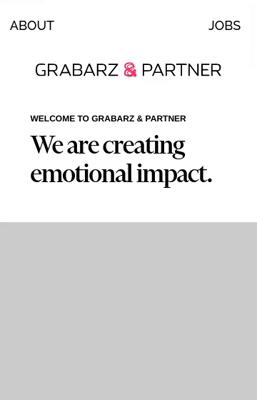 ABOUT JOBS
GRABARZ & PARTNER
WELCOME TO GRABARZ & PARTNER
We are creating
emotional impact.